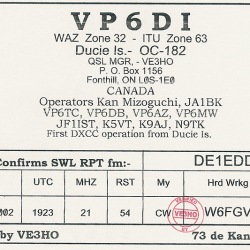 VP6DI
WAZ Zone 32 - ITU Zone 63
Ducie Is.- OC-182
QSL MGR, - VE3HO
P. O. Box 1156
Fonthill, ON L0S-1E0
CANADA
Operators Kan Mizoguchi, JA1BK
VP6TC, VP6DB, VP6AZ, VP6MW
JF1IST, K5VT, K9AJ, N9TK
First DXCC operation from Ducie Is.
Confirms SWL RPT fm:- DE1EDD
UTC MHZ RST Hrd Wrkg
02 1923 21 54 CW W6FGV
VE3HO
by VE3HO 73 de Kan